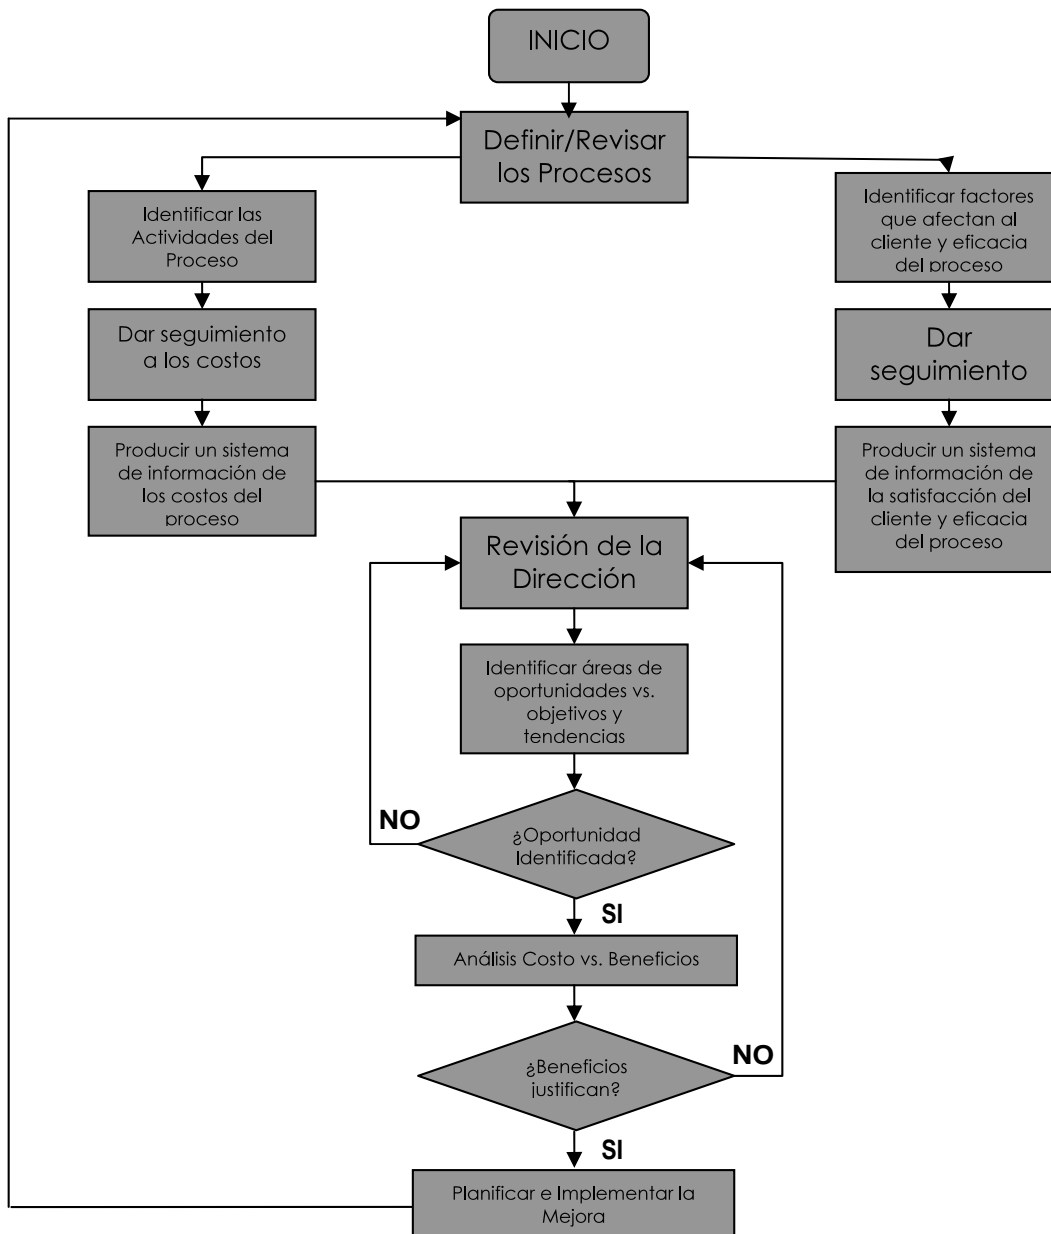 INICIO
Definir/Revisar
los Procesos
Identificar las
Actividades del
Proceso
Identificar factores
que afectan al
cliente y eficacia
del proceso
Dar seguimiento
a los costos
Dar
seguimiento
Producir un sistema
de información de
los costos del
proceso
Producir un sistema
de información de
la satisfacción del
cliente y eficacia
del proceso
Revisión de la
Dirección
Identificar áreas de
oportunidades vs.
objetivos y
tendencias
NO
¿Oportunidad
Identificada?
SI
Análisis Costo vs. Beneficios
NO
¿Beneficios
justifican?
SI
Planificar e Implementar la
Mejora